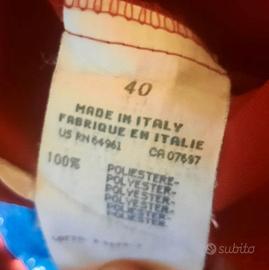 40
MADE IN ITALY
FABRIQUE EN ITALIE
US RN 64961 CA 07697
100% POLIESTERE-
POLYESTER-
POLYESTER-
POLYESTER-
POLYESTER-
subito